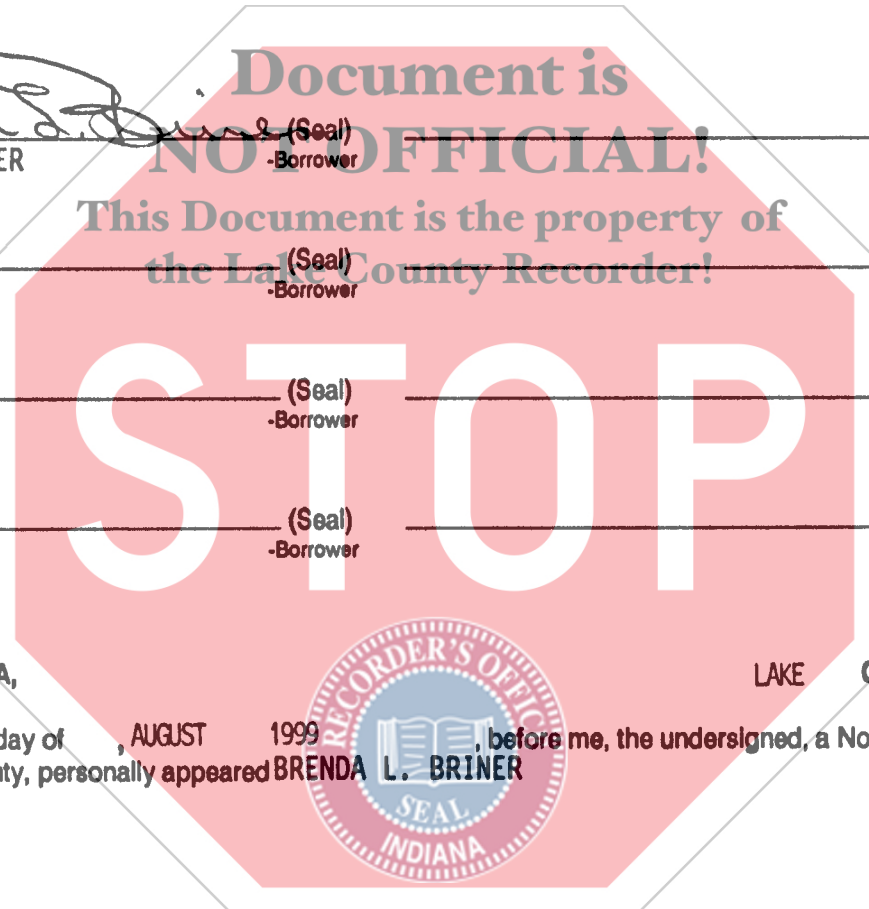 Document is
NOT OFFICIAL!
This Document is the property of
the Lake County Recorder!
(Seal)
ER
-Borrower
(Seal)
-Borrower
(Seal)
-Borrower
(Seal)
-Borrower
STOP
A,
LAKE
day of , AUGUST 1999 , before me, the undersigned, a No
ty, personally appeared BRENDA L. BRINER
RECORDER'S OFFIC
SEAL
INDIANA